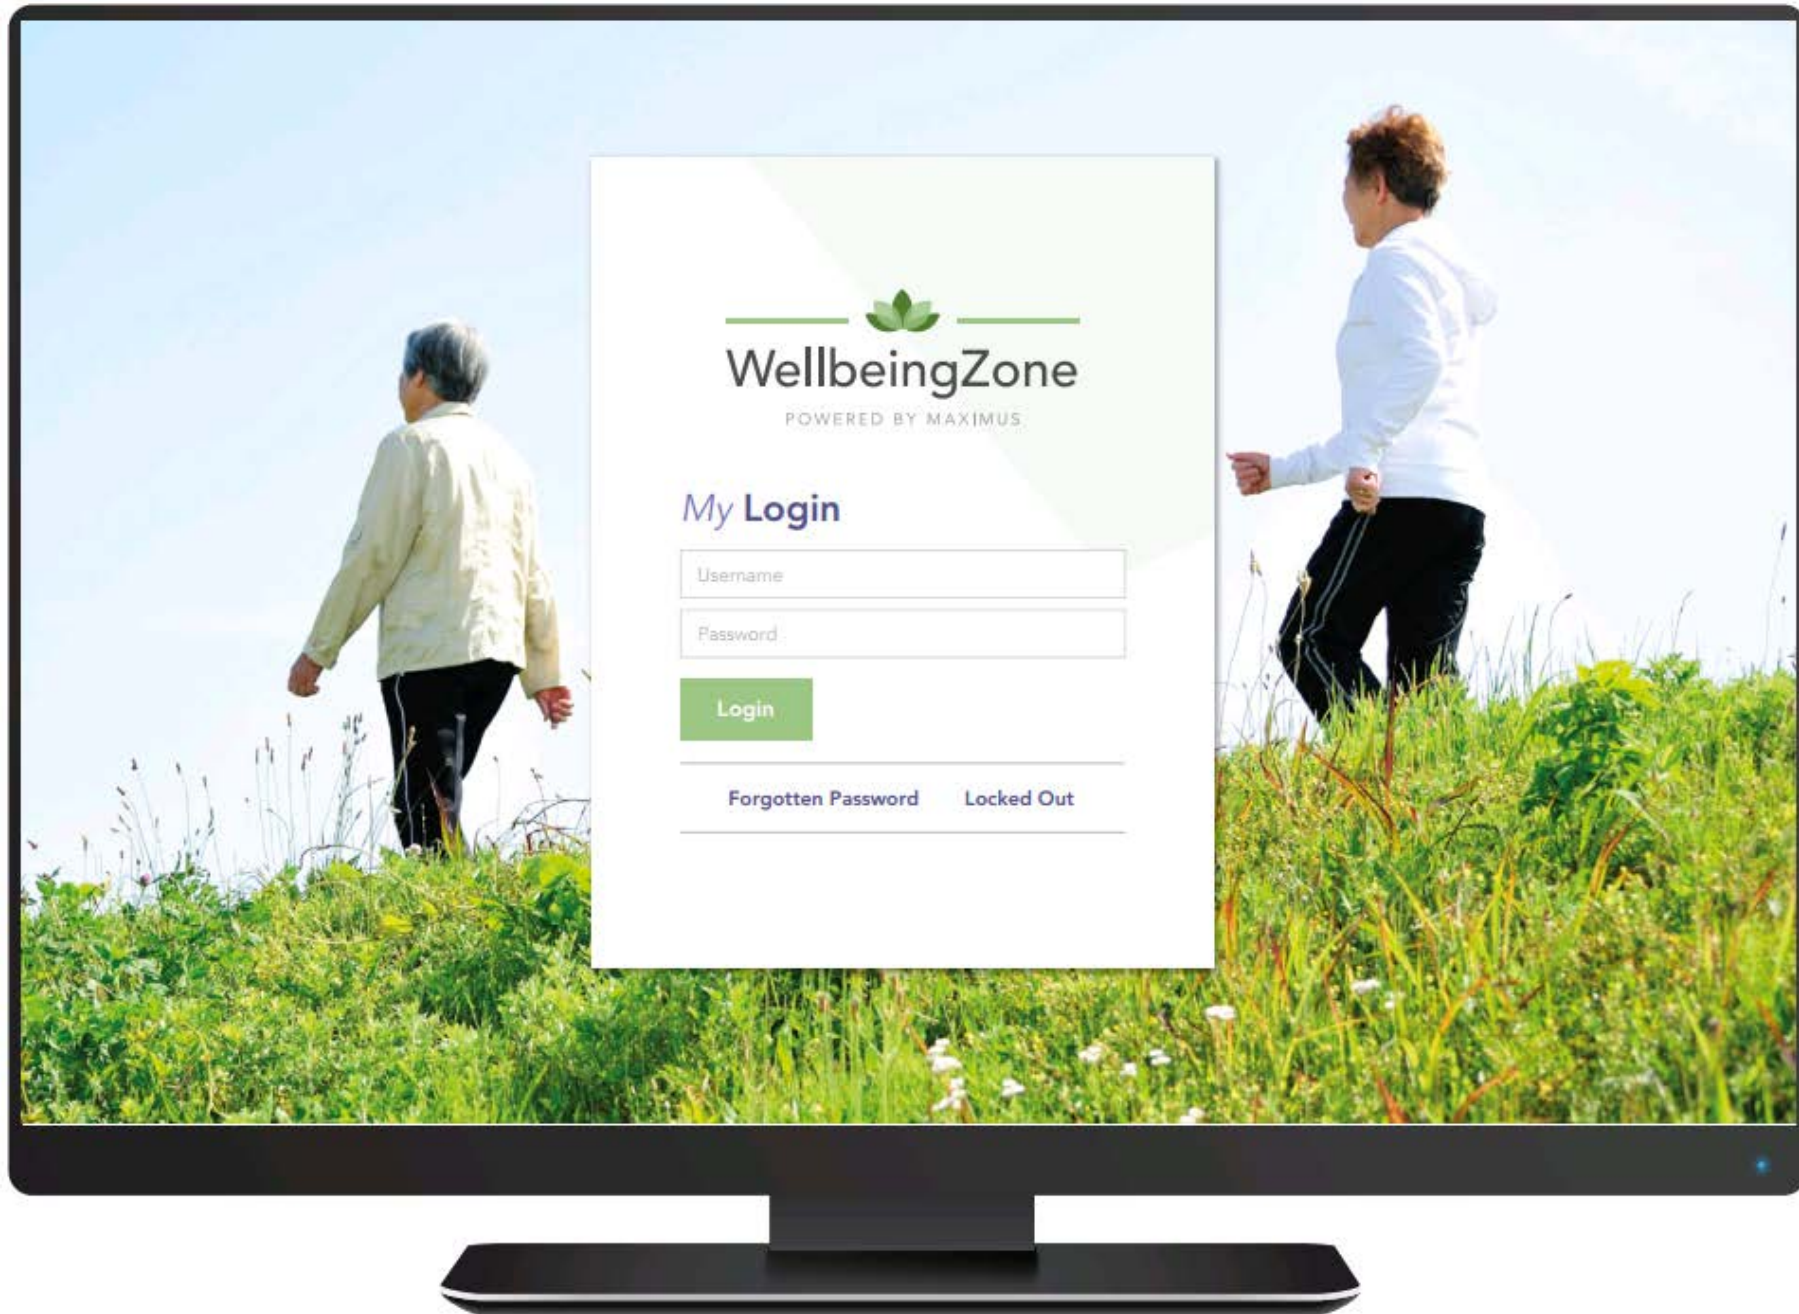 WellbeingZone
POWERED BY MAXIMUS
My Login
Username
Password
Login
Forgotten Password Locked Out